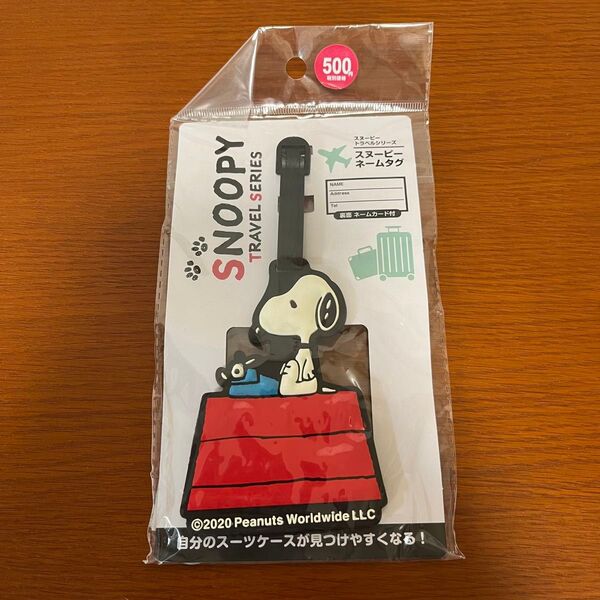 500円
税別価格
SNOOPY
TRAVEL SERIES
スヌーピー
トラベルシリーズ
スヌーピー
ネームタグ
NAME
Address
Tel
裏面 ネームカード付
©2020 Peanuts Worldwide LLC
自分のスーツケースが見つけやすくなる！